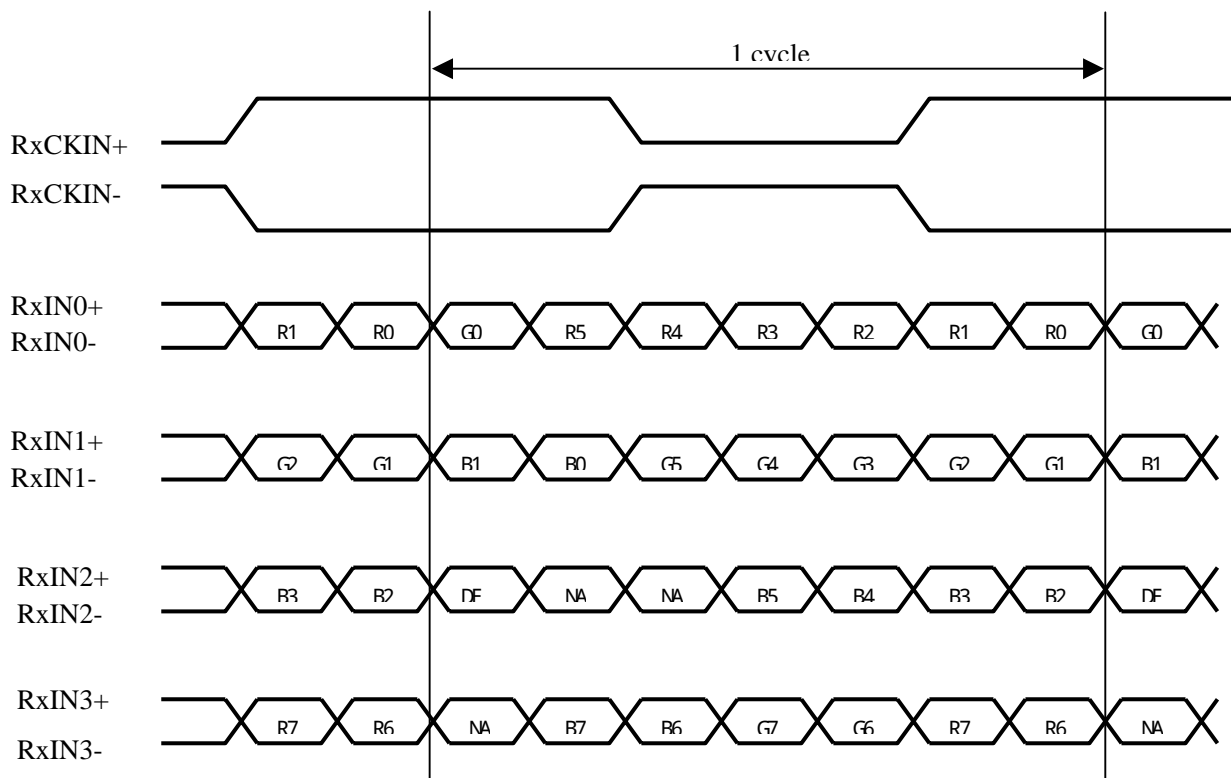 1 cycle
RxCKIN+
RxCKIN-
RxIN0+
R1 R0 G0 R5 R4 R3 R2 R1 R0 G0
RxIN0-
RxIN1+
G2 G1 B1 B0 G5 G4 G3 G2 G1 B1
RxIN1-
RxIN2+
B3 B2 DE NA NA B5 B4 B3 B2 DE
RxIN2-
RxIN3+
R7 R6 NA B7 B6 G7 G6 R7 R6 NA
RxIN3-